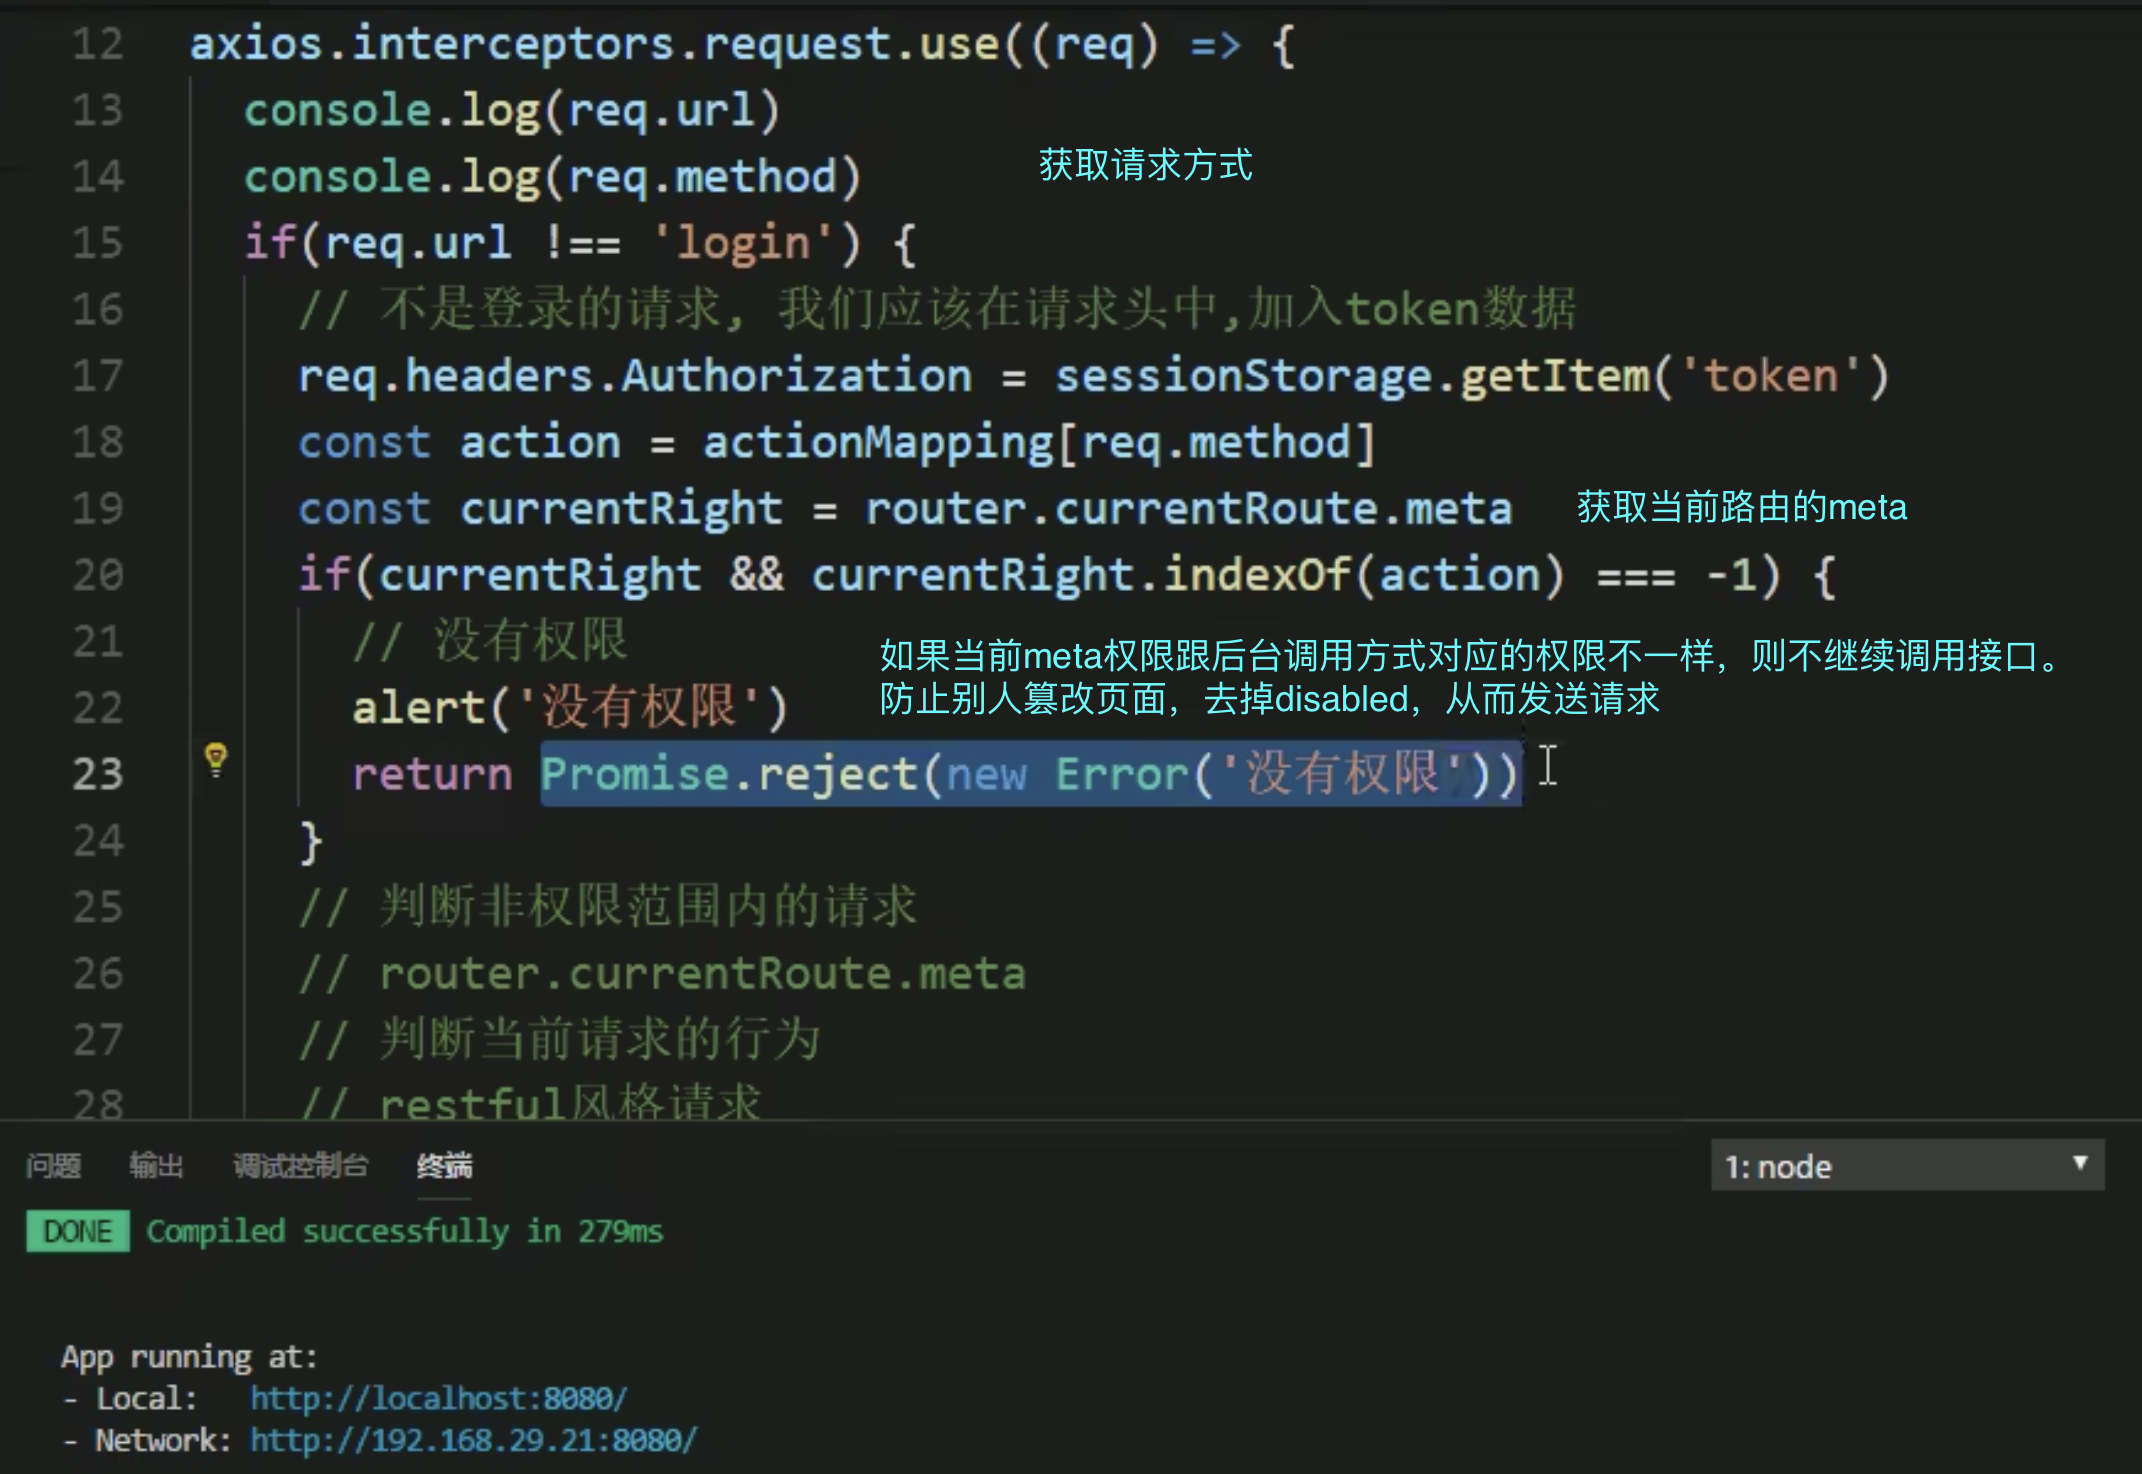 12 axios.interceptors.request.use((req) => {
13 console.log(req.url)
14 console.log(req.method) 获取请求方式
15 if(req.url !== 'login') {
16 // 不是登录的请求, 我们应该在请求头中,加入token数据
17 req.headers.Authorization = sessionStorage.getItem('token')
18 const action = actionMapping[req.method]
19 const currentRight = router.currentRoute.meta 获取当前路由的meta
20 if(currentRight && currentRight.indexOf(action) === -1) {
21 // 没有权限
如果当前meta权限跟后台调用方式对应的权限不一样，则不继续调用接口。
22 alert('没有权限')
防止别人篡改页面，去掉disabled，从而发送请求
23 return Promise.reject(new Error('没有权限'))
24 }
25 // 判断非权限范围内的请求
26 // router.currentRoute.meta
27 // 判断当前请求的行为
28 // restful风格请求
问题 输出 调试控制台 终端 1: node
DONE Compiled successfully in 279ms
App running at:
- Local: http://localhost:8080/
- Network: http://192.168.29.21:8080/